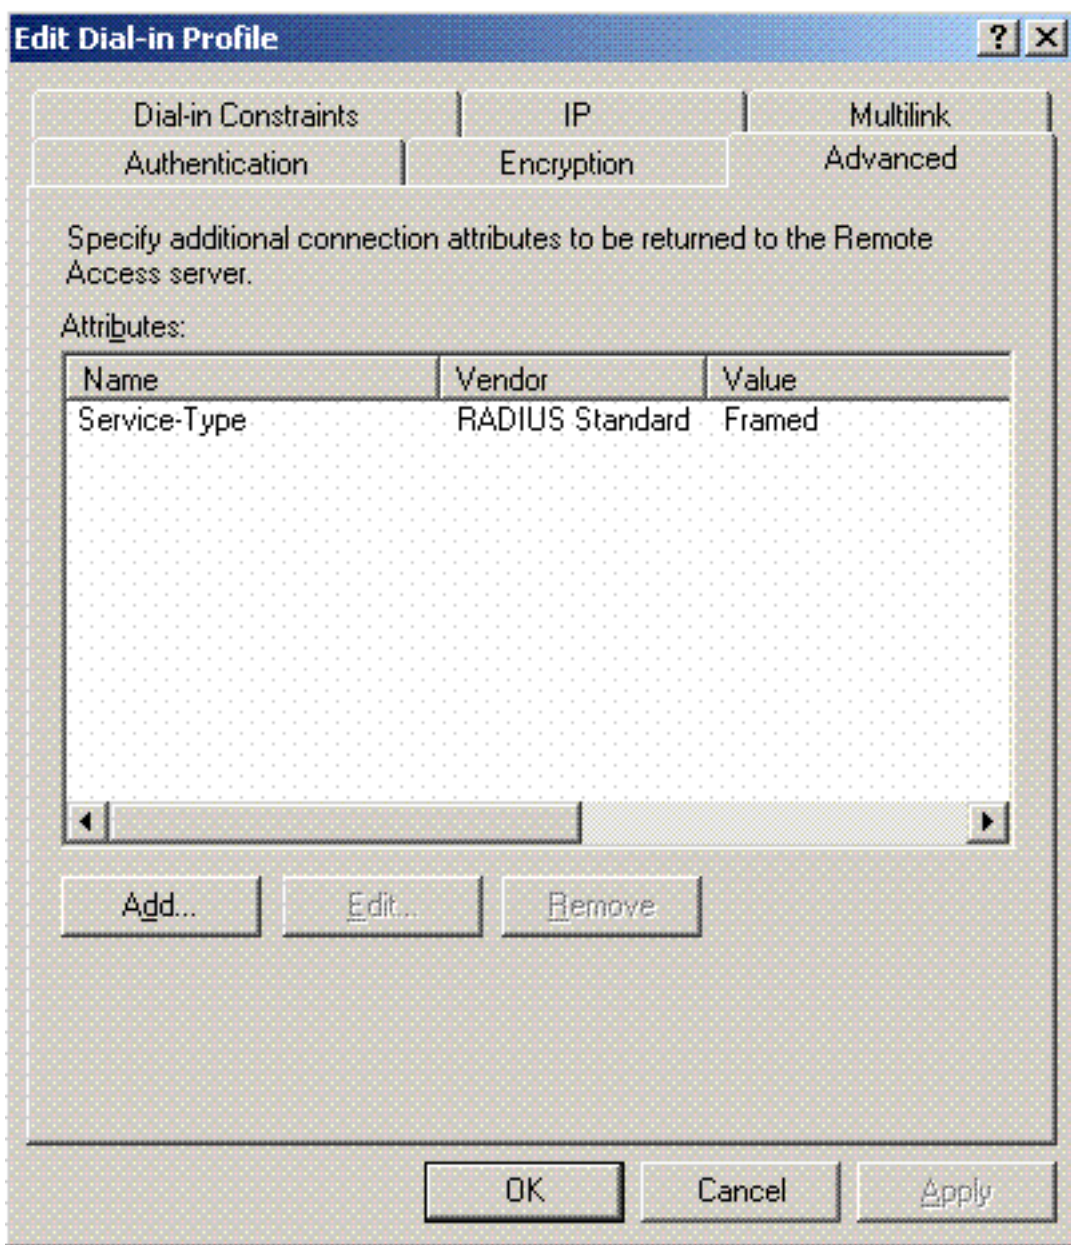 Edit Dial-in Profile
Dial-in Constraints IP Multilink
Authentication Encryption Advanced
Specify additional connection attributes to be returned to the Remote
Access server.
Attributes:
Name Vendor Value
Service-Type RADIUS Standard Framed
Add... Edit... Remove
OK Cancel Apply